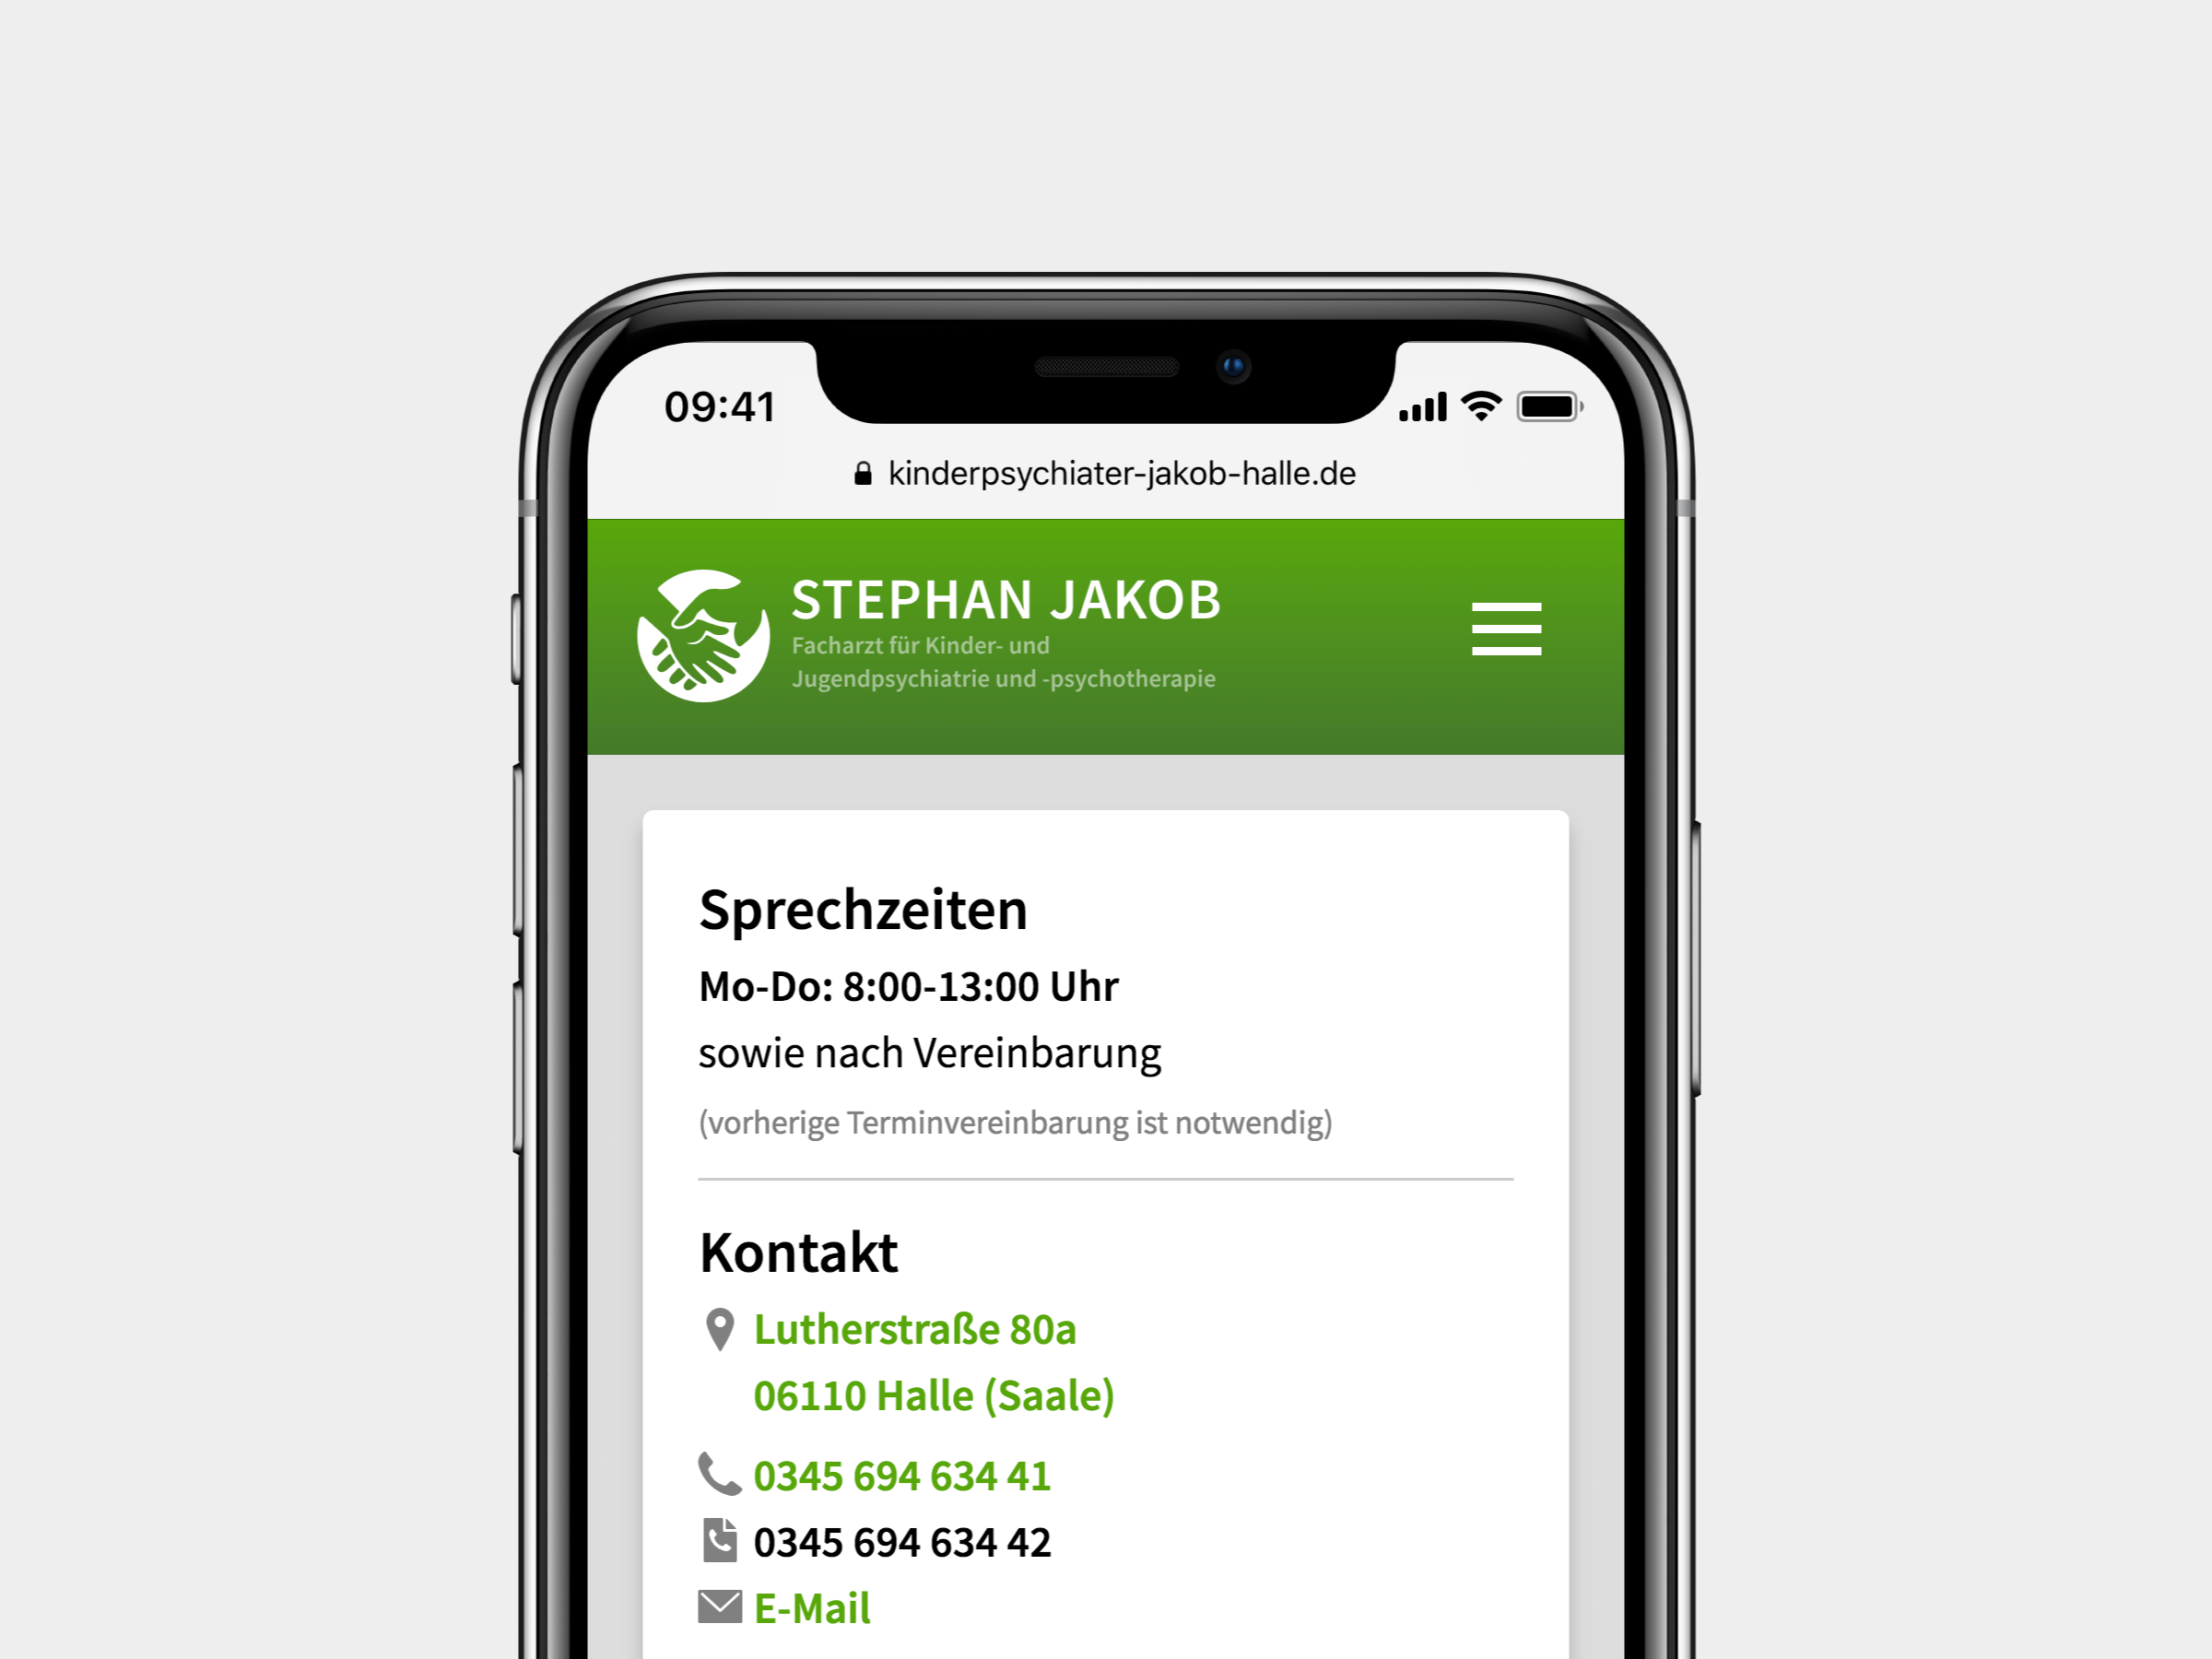 09:41
kinderpsychiater-jakob-halle.de
STEPHAN JAKOB
Facharzt für Kinder- und
Jugendpsychiatrie und -psychotherapie
Sprechzeiten
Mo-Do: 8:00-13:00 Uhr
sowie nach Vereinbarung
(vorherige Terminvereinbarung ist notwendig)
Kontakt
Lutherstraße 80a
06110 Halle (Saale)
0345 694 634 41
0345 694 634 42
E-Mail